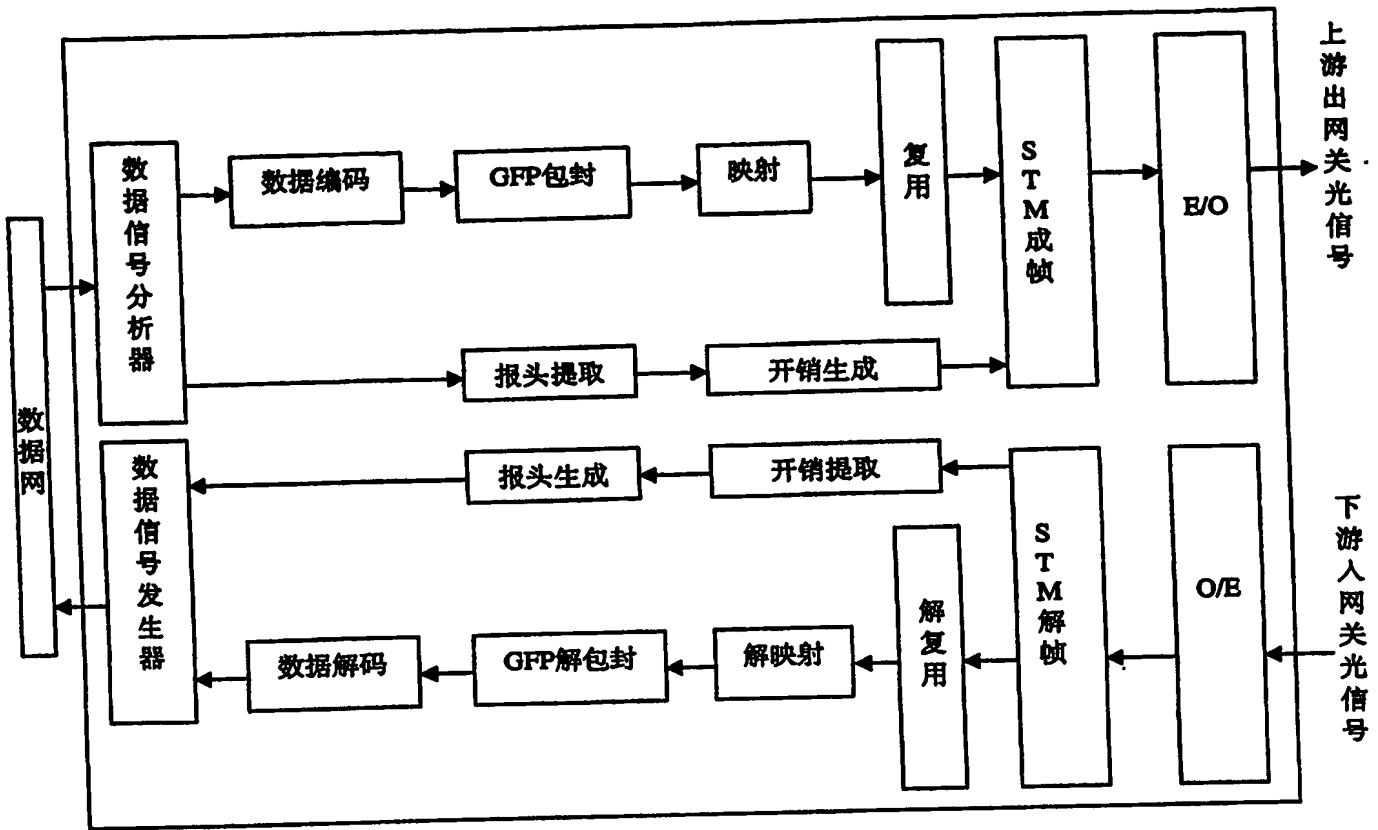 数据网
数据信号分析器
数据编码
GFP包封
映射
复用
STM成帧
E/O
上游出网关光信号
报头提取
开销生成
数据信号发生器
报头生成
开销提取
STM解帧
O/E
下游入网关光信号
解复用
解映射
GFP解包封
数据解码